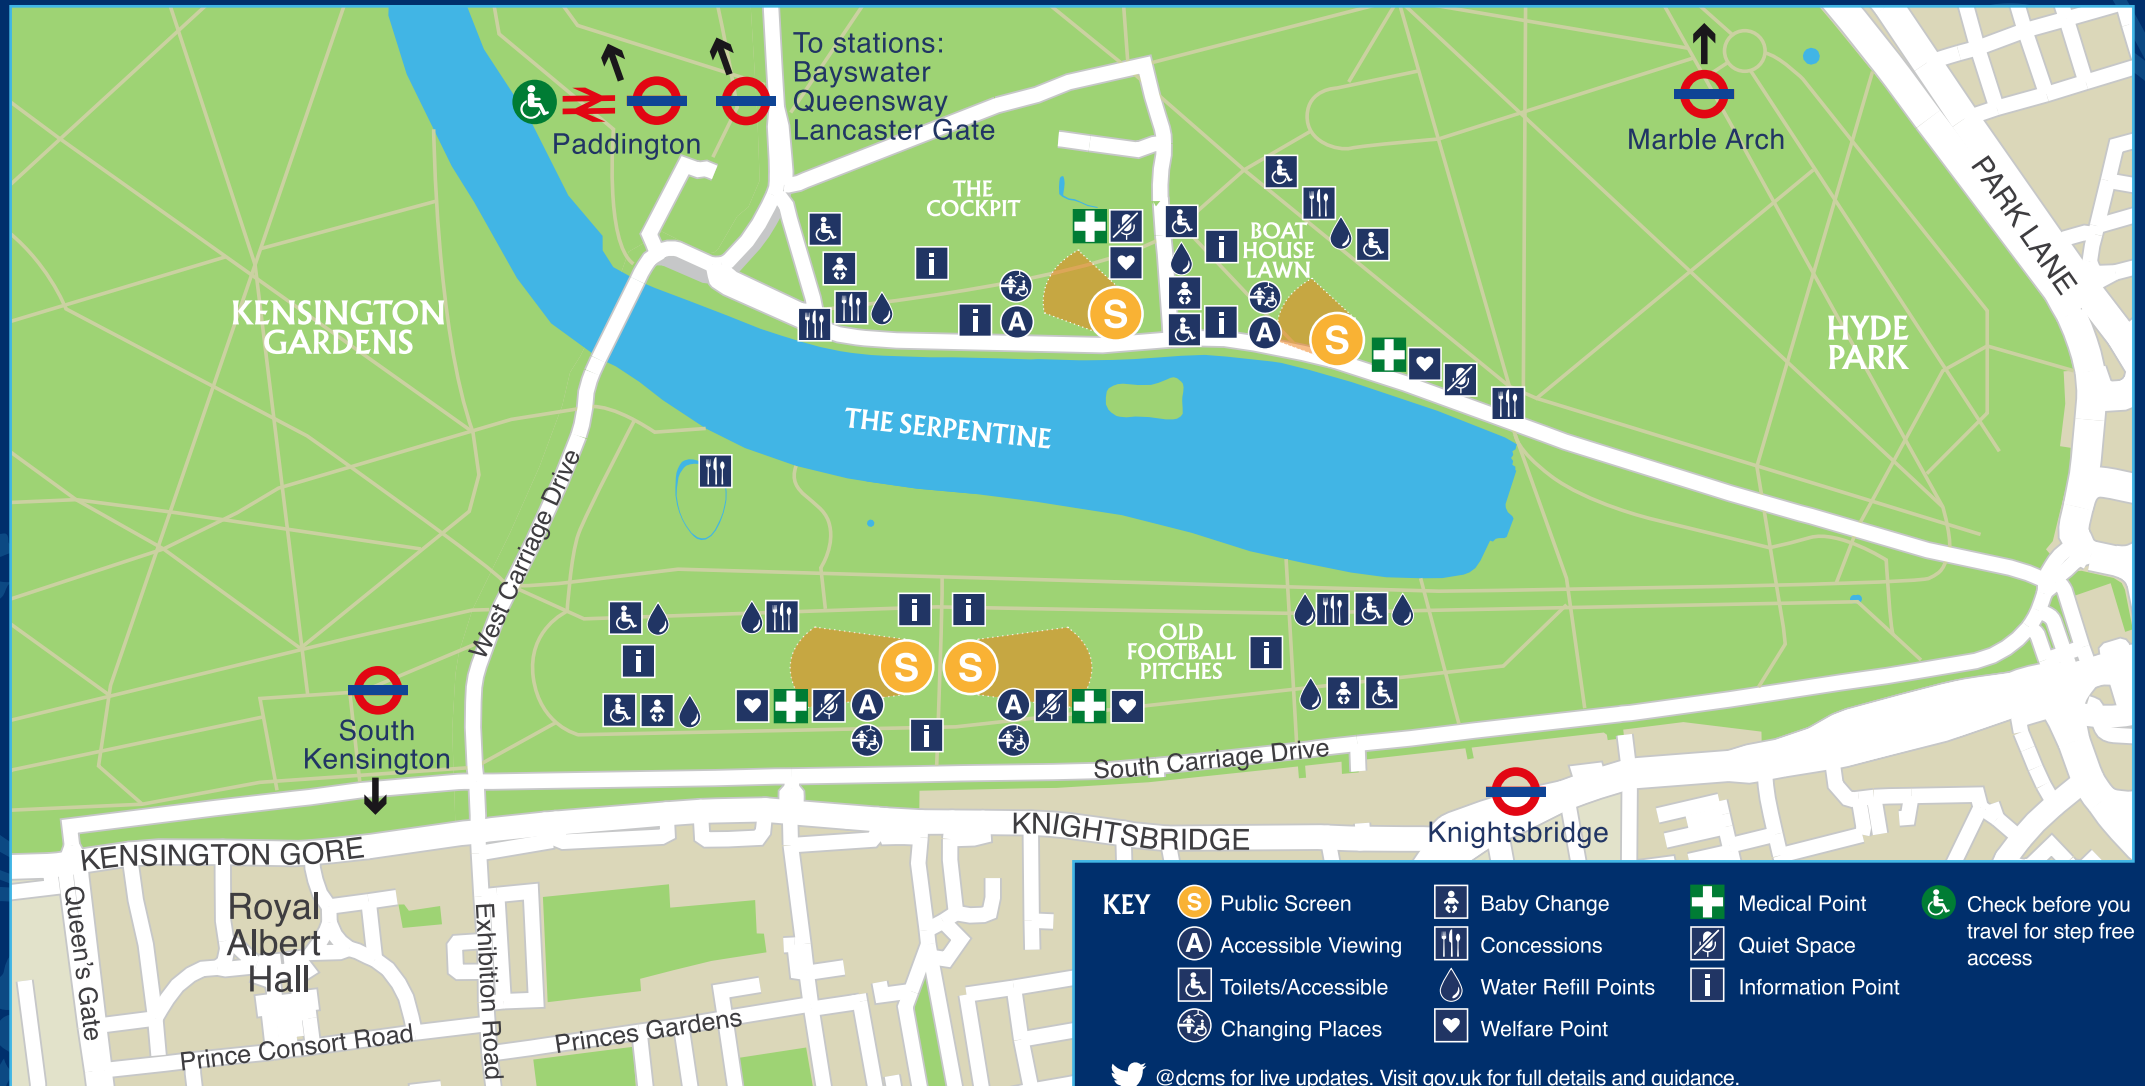 To stations:
Bayswater
Queensway
Lancaster Gate
Paddington
Marble Arch
PARK LANE
THE
COCKPIT
BOAT
HOUSE
LAWN
KENSINGTON
GARDENS
HYDE
PARK
S
S
A
A
i
i
i
i
THE SERPENTINE
West Carriage Drive
i
i
i
OLD
FOOTBALL
PITCHES
i
S
S
A
A
i
South
Kensington
South Carriage Drive
KNIGHTSBRIDGE
Knightsbridge
KENSINGTON GORE
Royal
Albert
Hall
Queen's Gate
Exhibition Road
Prince Consort Road
Princes Gardens
KEY
S Public Screen
A Accessible Viewing
Toilets/Accessible
Changing Places
Baby Change
Concessions
Water Refill Points
Welfare Point
Medical Point
Quiet Space
i Information Point
Check before you
travel for step free
access
@dcms for live updates. Visit gov.uk for full details and guidance.